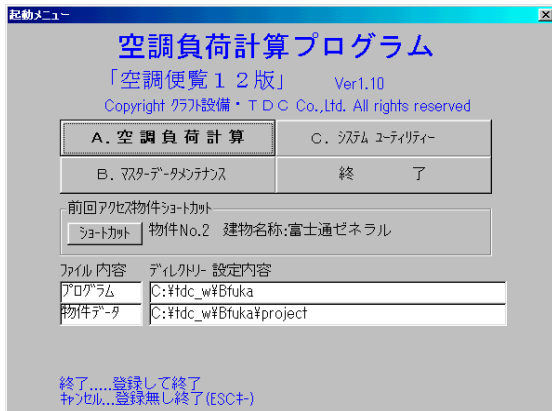 起動メニュー
空調負荷計算プログラム
「空調便覧１２版」 Ver1.10
Copyright ｸﾗﾌﾄ設備・ＴＤＣ Co.,Ltd. All rights reserved
A.空調負荷計算
C. ｼｽﾃﾑ ﾕｰﾃｨﾘﾃｨｰ
B. ﾏｽﾀｰﾃﾞｰﾀﾒﾝﾃﾅﾝｽ
終 了
前回ｱｸｾｽ物件ｼｮｰﾄｶｯﾄ
ｼｮｰﾄｶｯﾄ 物件No.2 建物名称:富士通ゼネラル
ﾌｧｲﾙ 内容 ﾃﾞｨﾚｸﾄﾘｰ 設定内容
ﾌﾟﾛｸﾞﾗﾑ C:¥tdc_w¥Bfuka
物件ﾃﾞｰﾀ C:¥tdc_w¥Bfuka¥project
終了.....登録して終了
ｷｬﾝｾﾙ...登録無し終了(ESCｷｰ)